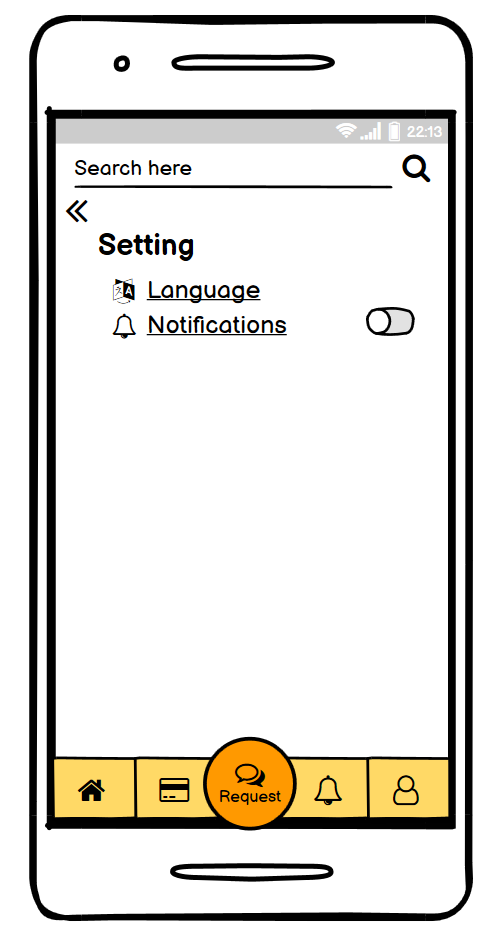 22:13
Search here
Setting
Language
Notifications
Request